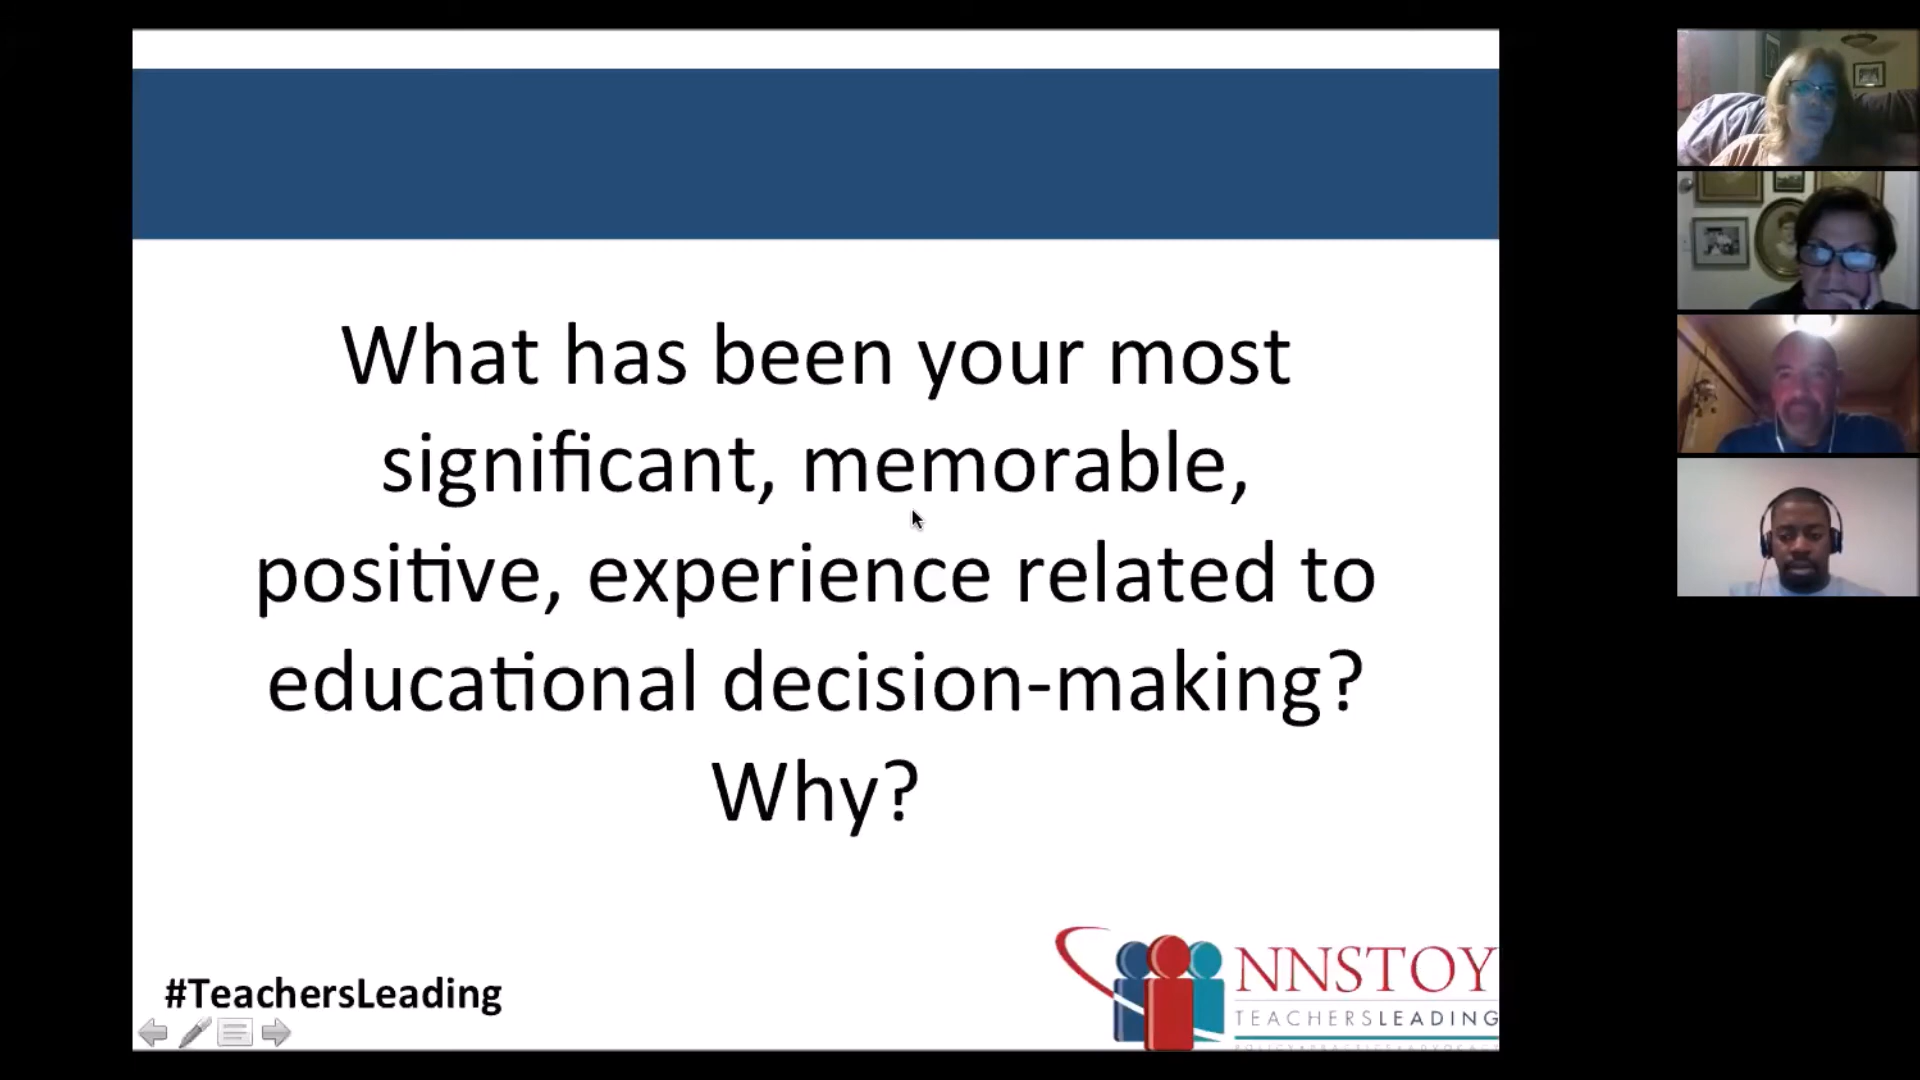 What has been your most
significant, memorable,
positive, experience related to
educational decision-making?
Why?
#TeachersLeading
NNSTOY
TEACHERSLEADING